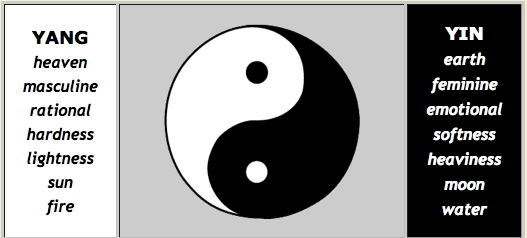 YANG
heaven
masculine
rational
hardness
lightness
sun
fire
YIN
earth
feminine
emotional
softness
heaviness
moon
water